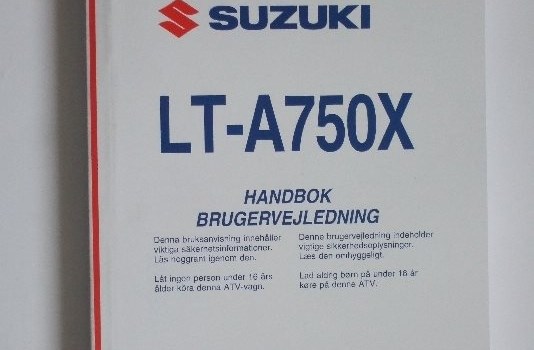 SUZUKI
LT-A750X
HANDBOK
BRUGERVEJLEDNING
Denna bruksanvisning innehåller
viktiga säkerhetsinformationer.
Läs noggrant igenom den.
Låt ingen person under 16 års
ålder köra denna ATV-vagn.
Denne brugervejledning indeholder
vigtige sikkerhedsoplysninger.
Læs den omhyggeligt.
Lad aldrig børn på under 16 år
køre på denne ATV.